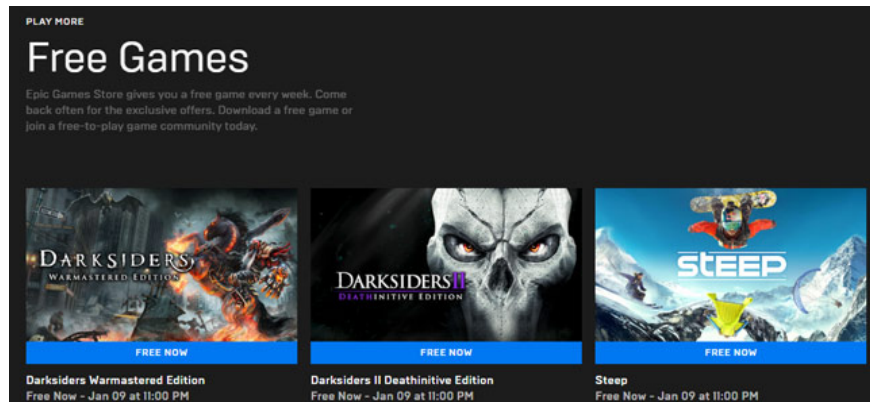 PLAY MORE
Free Games
Epic Games Store gives you a free game every week. Come
back often for the exclusive offers. Download a free game or
join a free-to-play game community today.
DARKSIDERS
WARMASTERED EDITION
DARKSIDERS II
DEATHINITIVE EDITION
STEEP
FREE NOW
FREE NOW
FREE NOW
Darksiders Warmastered Edition
Free Now - Jan 09 at 11:00 PM
Darksiders II Deathinitive Edition
Free Now - Jan 09 at 11:00 PM
Steep
Free Now - Jan 09 at 11:00 PM